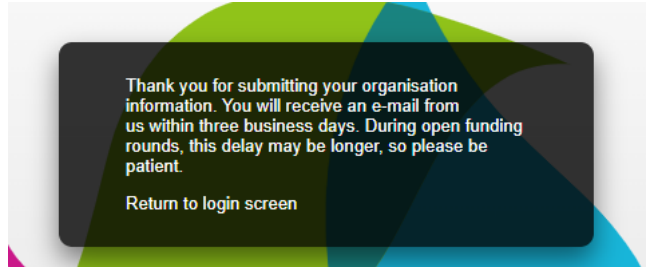 Thank you for submitting your organisation
information. You will receive an e-mail from
us within three business days. During open funding
rounds, this delay may be longer, so please be
patient.
Return to login screen